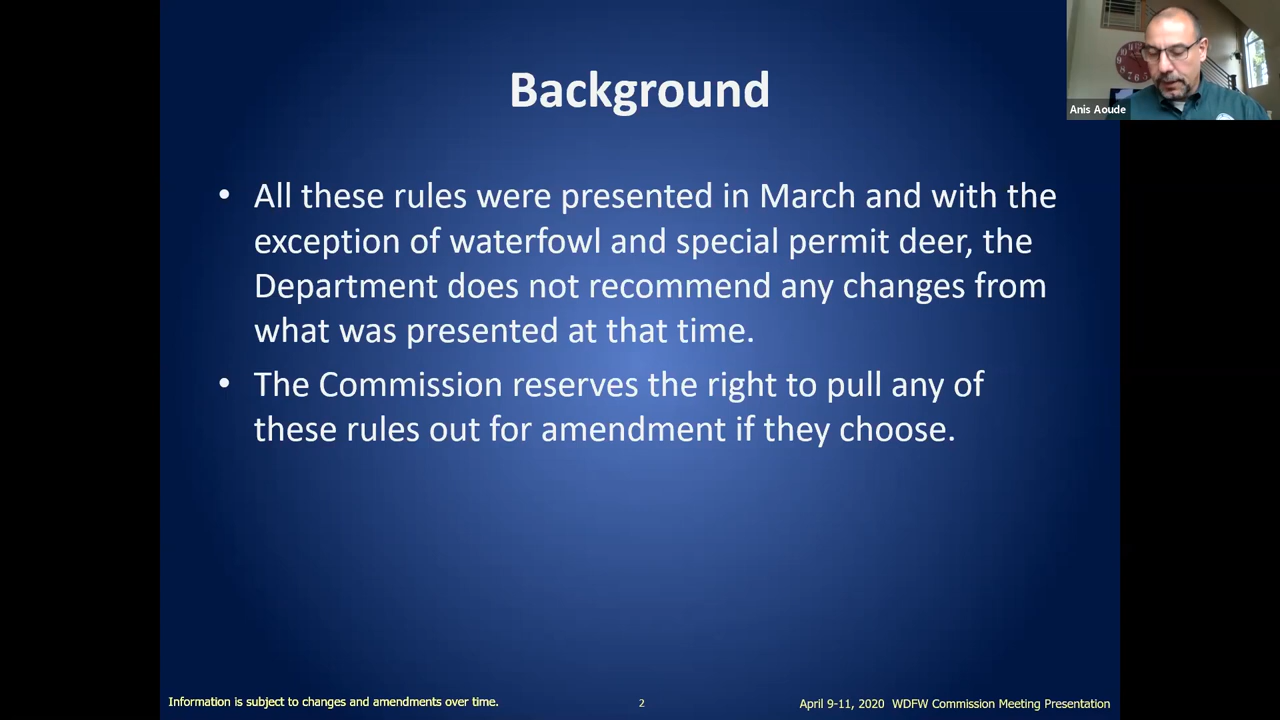 Background
Anis Aoude
• All these rules were presented in March and with the
exception of waterfowl and special permit deer, the
Department does not recommend any changes from
what was presented at that time.
• The Commission reserves the right to pull any of
these rules out for amendment if they choose.
Information is subject to changes and amendments over time.
2
April 9-11, 2020 WDFW Commission Meeting Presentation